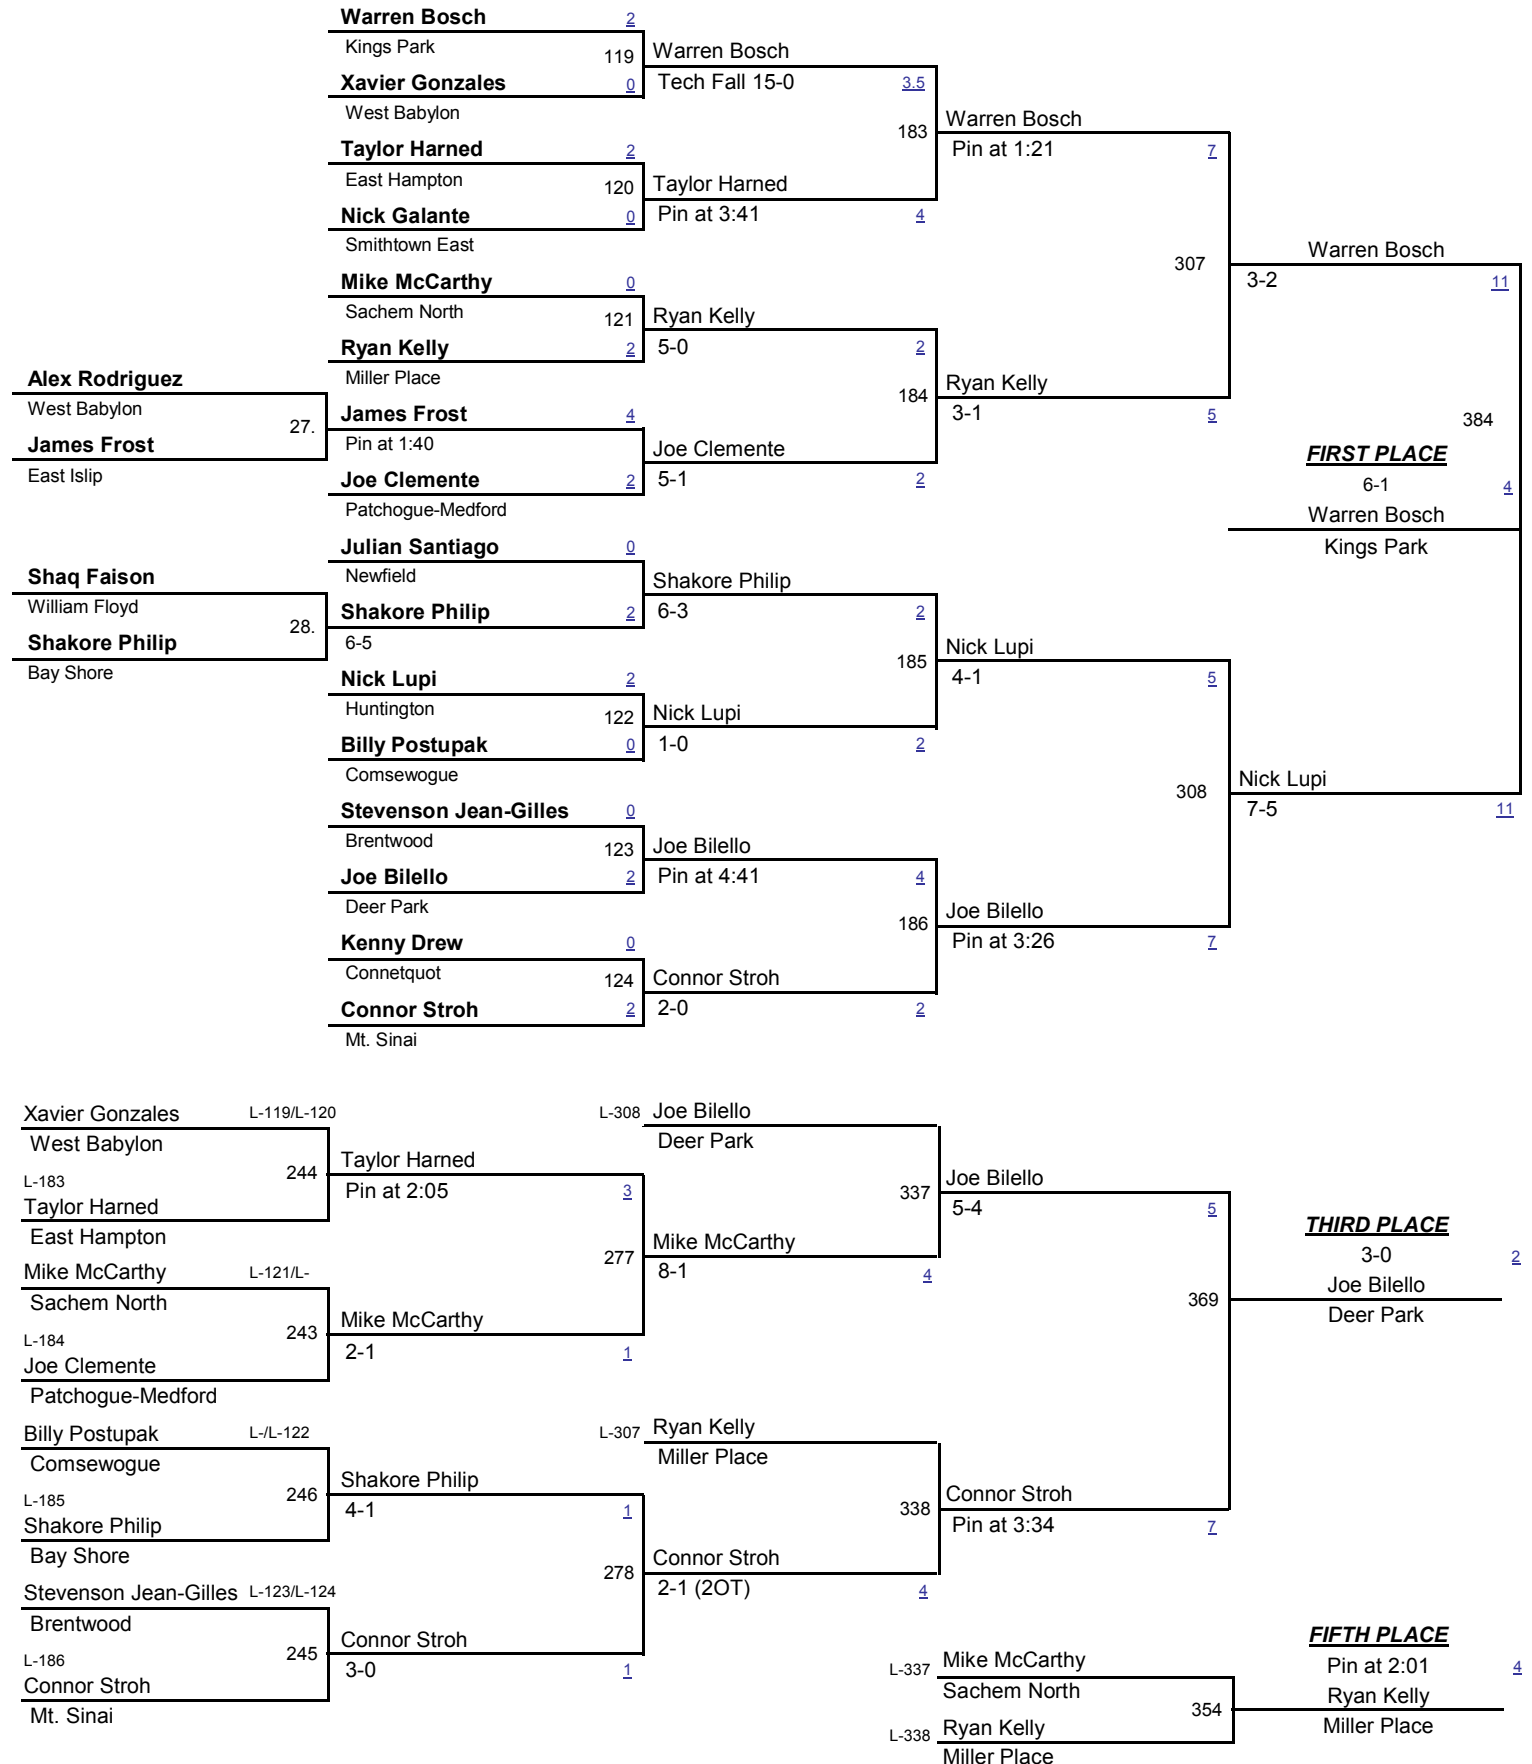 Warren Bosch 2
Kings Park
119 Warren Bosch
Xavier Gonzales 0 Tech Fall 15-0 3.5
West Babylon
183 Warren Bosch
Taylor Harned 2 Pin at 1:21 7
East Hampton
120 Taylor Harned
Nick Galante 0 Pin at 3:41 4
Smithtown East
307 Warren Bosch
Mike McCarthy 0 3-2 11
Sachem North
121 Ryan Kelly
Ryan Kelly 2 5-0 2
Miller Place
Alex Rodriguez
184 Ryan Kelly
West Babylon
James Frost 4 3-1 5
27.
384
James Frost
Pin at 1:40
Joe Clemente
FIRST PLACE
East Islip
Joe Clemente 2 5-1 2
6-1 4
Patchogue-Medford
Warren Bosch
Julian Santiago 0
Kings Park
Shaq Faison
Newfield
Shakore Philip
William Floyd
Shakore Philip 2 6-3 2
28.
Shakore Philip
6-5
Nick Lupi
Bay Shore
185
Nick Lupi 2 4-1 5
Huntington
122 Nick Lupi
Billy Postupak 0 1-0 2
Comsewogue
308 Nick Lupi
Stevenson Jean-Gilles 0 7-5 11
Brentwood
123 Joe Bilello
Joe Bilello 2 Pin at 4:41 4
Deer Park
186 Joe Bilello
Kenny Drew 0 Pin at 3:26 7
Connetquot
124 Connor Stroh
Connor Stroh 2 2-0 2
Mt. Sinai
Xavier Gonzales L-119/L-120 L-308 Joe Bilello
West Babylon Deer Park
244 Taylor Harned
L-183 Pin at 2:05 3
337 Joe Bilello
Taylor Harned 5-4 5
East Hampton
THIRD PLACE
277 Mike McCarthy
3-0 2
Mike McCarthy L-121/L- 8-1 4
Joe Bilello
Sachem North
369
Deer Park
243 Mike McCarthy
L-184 2-1 1
Joe Clemente
Patchogue-Medford
Billy Postupak L-/L-122 L-307 Ryan Kelly
Comsewogue Miller Place
246 Shakore Philip
L-185 4-1 1
338 Connor Stroh
Shakore Philip Pin at 3:34 7
Bay Shore
278 Connor Stroh
Stevenson Jean-Gilles L-123/L-124 2-1 (2OT) 4
Brentwood
FIFTH PLACE
245 Connor Stroh
L-186 3-0 1
L-337 Mike McCarthy
Pin at 2:01 4
Connor Stroh
Sachem North
Ryan Kelly
Mt. Sinai
354
L-338 Ryan Kelly
Miller Place
Miller Place